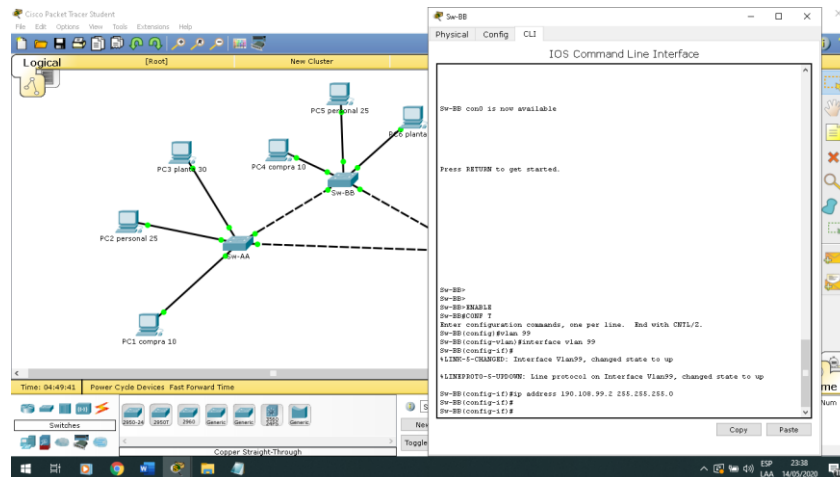 Cisco Packet Tracer Student
File Edit Options View Tools Extensions Help
Logical
[Root]
New Cluster
PC5 personal 25
PC6 planta
PC3 planta 30
PC4 compra 10
Sw-BB
PC2 personal 25
Sw-AA
PC1 compra 10
Time: 04:49:41 Power Cycle Devices Fast Forward Time
Switches
2950-24 2950T 2960 Generic Generic 3560 Generic
Copper Straight-Through
New
Toggle
Sw-BB
Physical Config CLI
IOS Command Line Interface
Sw-BB con0 is now available
Press RETURN to get started.
Sw-BB>
Sw-BB>
Sw-BB>ENABLE
Sw-BB#CONF T
Enter configuration commands, one per line. End with CNTL/Z.
Sw-BB(config)#vlan 99
Sw-BB(config-vlan)#interface vlan 99
Sw-BB(config-if)#
%LINK-5-CHANGED: Interface Vlan99, changed state to up
%LINEPROTO-5-UPDOWN: Line protocol on Interface Vlan99, changed state to up
Sw-BB(config-if)#ip address 190.108.99.2 255.255.255.0
Sw-BB(config-if)#
Sw-BB(config-if)#
Copy Paste
me
Num
ESP
LAA
23:38
14/05/2020